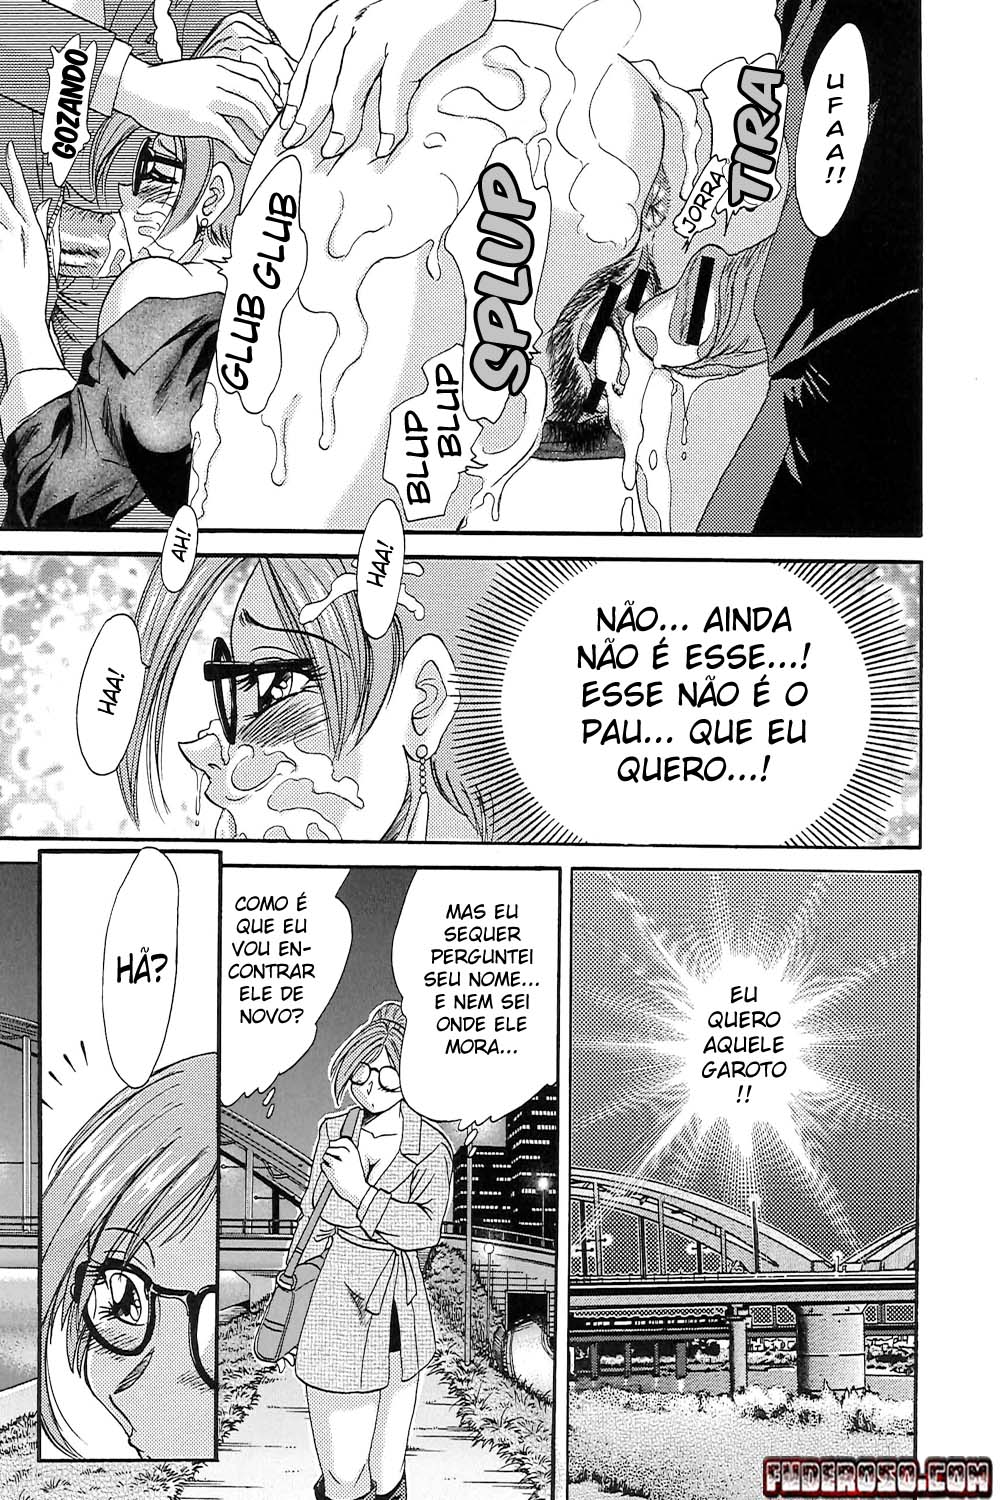 UFAA!!
TIRA
JORRA
SPLUP
BLUP
BLUP
GLUB GLUB
GOZANDO
NÃO... AINDA
NÃO É ESSE...!
ESSE NÃO É O
PAU... QUE EU
QUERO...!
HAA!
AH!
HAA!
EU
QUERO
AQUELE
GAROTO
!!
MAS EU
SEQUER
PERGUNTEI
SEU NOME...
E NEM SEI
ONDE ELE
MORA...
COMO É
QUE EU
VOU EN-
CONTRAR
ELE DE
NOVO?
HÃ?
FUDEROSO.COM